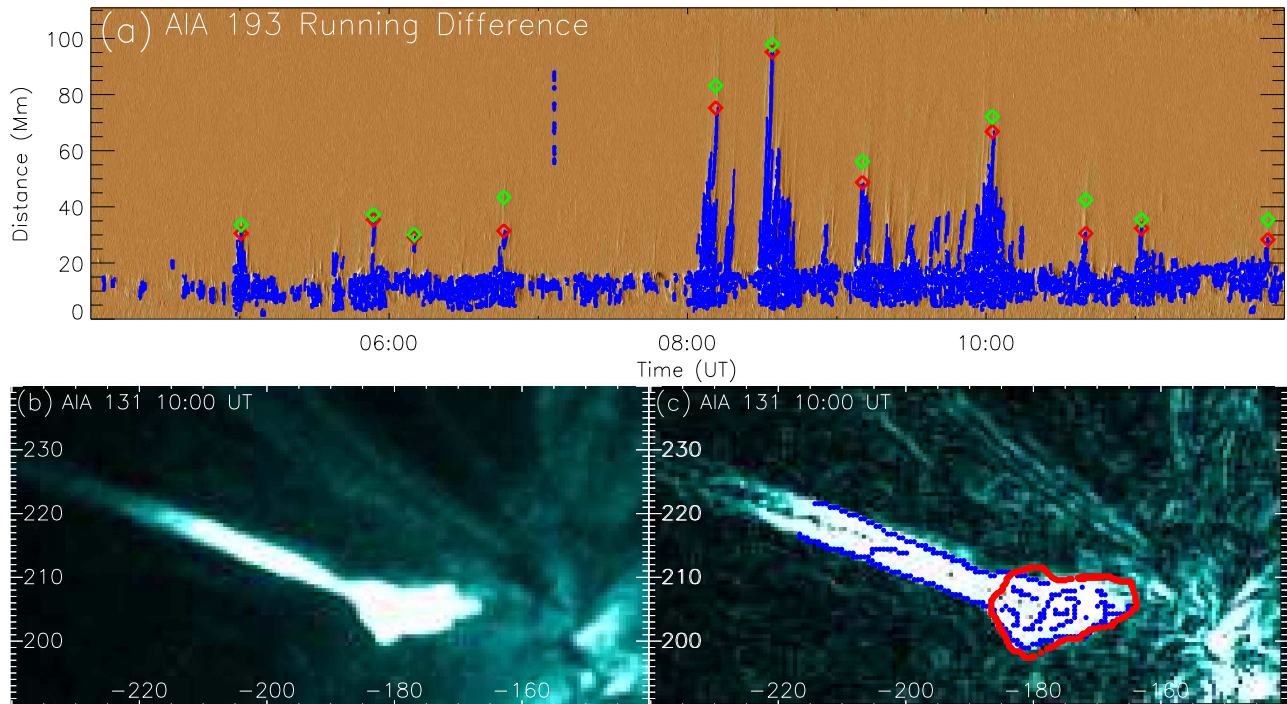 (a) AIA 193 Running Difference
100
80
60
40
20
0
Distance (Mm)
06:00 08:00 10:00
Time (UT)
(b) AIA 131 10:00 UT
230
220
210
200
−220 −200 −180 −160
(c) AIA 131 10:00 UT
230
220
210
200
−220 −200 −180 −160